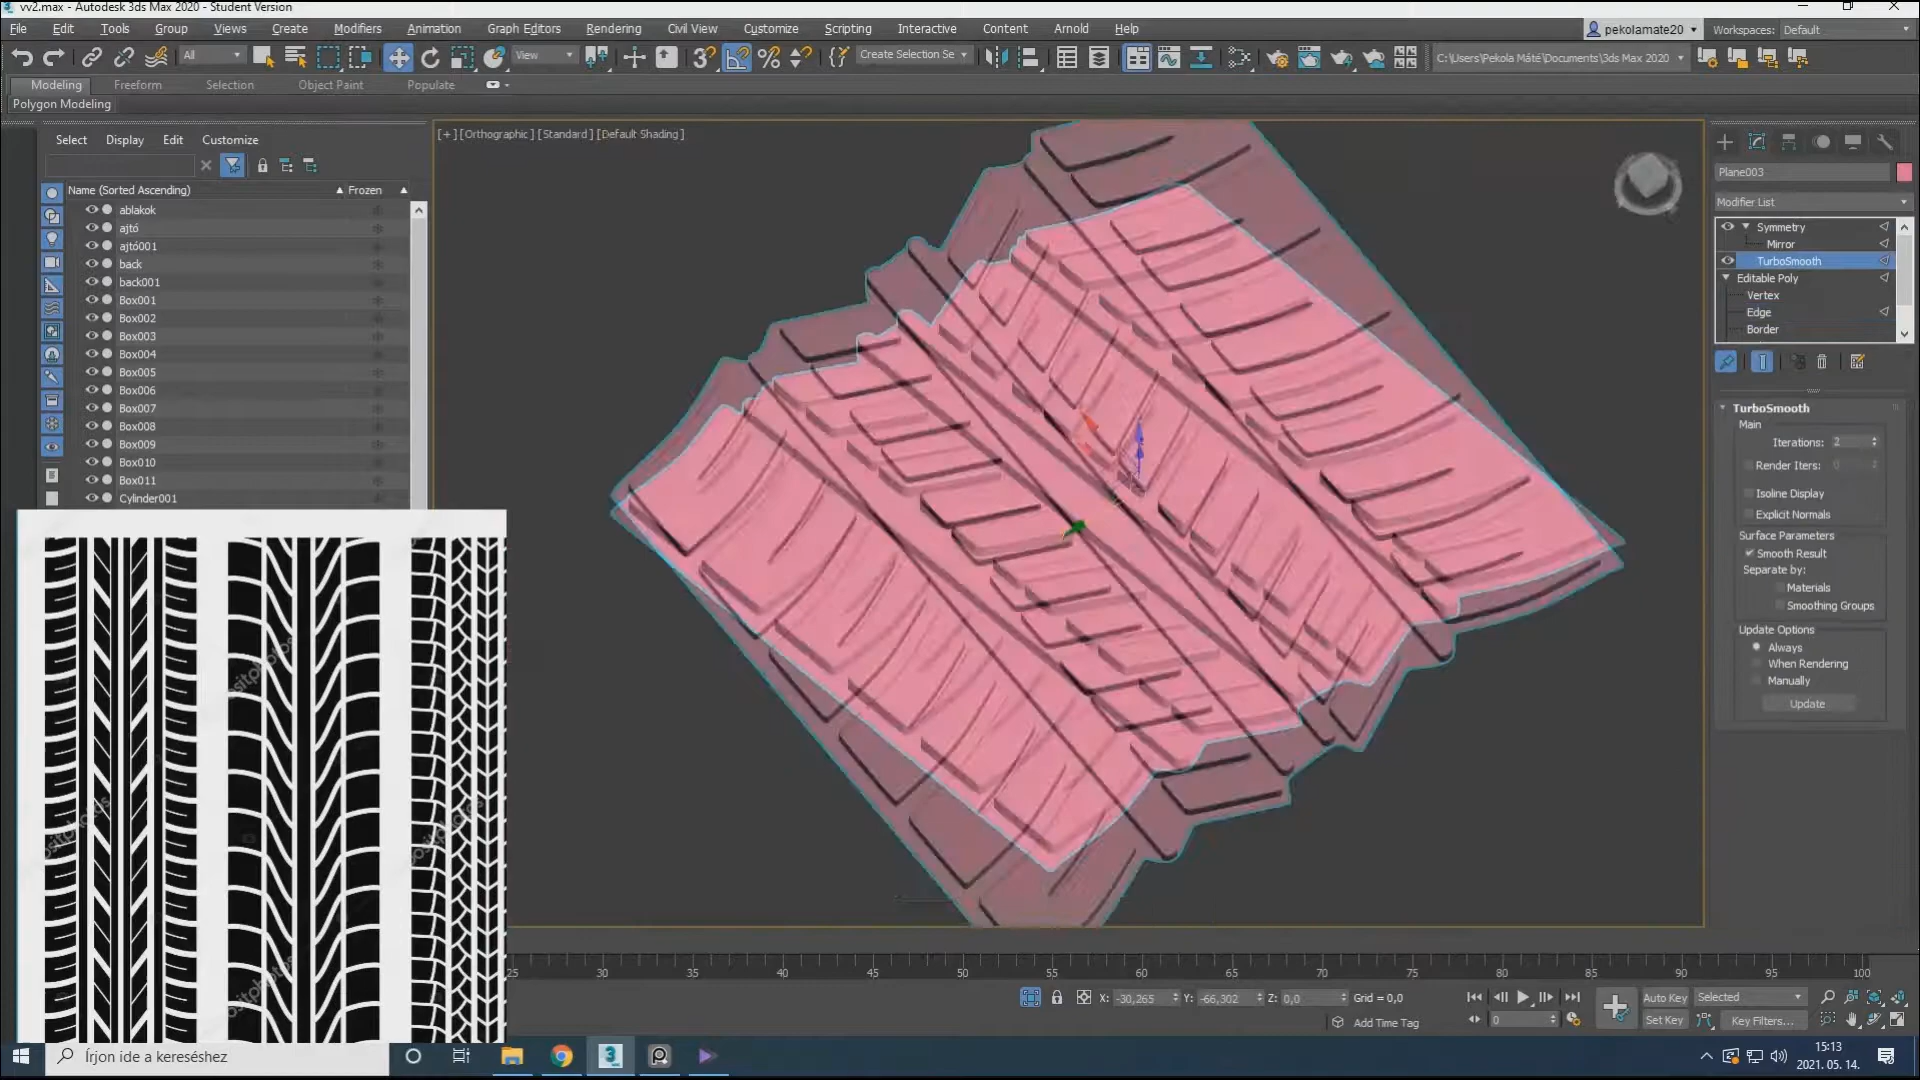 vv2.max - Autodesk 3ds Max 2020 - Student Version
File Edit Tools Group Views Create Modifiers Animation Graph Editors Rendering Civil View Customize Scripting Interactive Content Arnold Help
pekolamate20
Workspaces: Default
All
View
Create Selection Se
C:\Users\Pekola Máté\Documents\3ds Max 2020
Modeling Freeform Selection Object Paint Populate
Polygon Modeling
Select Display Edit Customize
Name (Sorted Ascending) Frozen
ablakok
ajtó
ajtó001
back
back001
Box001
Box002
Box003
Box004
Box005
Box006
Box007
Box008
Box009
Box010
Box011
Cylinder001
[+] [Orthographic] [Standard] [Default Shading]
Plane003
Modifier List
Symmetry
Mirror
TurboSmooth
Editable Poly
Vertex
Edge
Border
TurboSmooth
Main
Iterations: 2
Render Iters: 0
Isoline Display
Explicit Normals
Surface Parameters
Smooth Result
Separate by:
Materials
Smoothing Groups
Update Options
Always
When Rendering
Manually
Update
25 30 35 40 45 50 55 60 65 70 75 80 85 90 95 100
X: -30,265 Y: -66,302 Z: 0,0 Grid = 0,0
Add Time Tag
0
Auto Key Selected
Set Key Key Filters...
Írjon ide a kereséshez
15:13
2021. 05. 14.